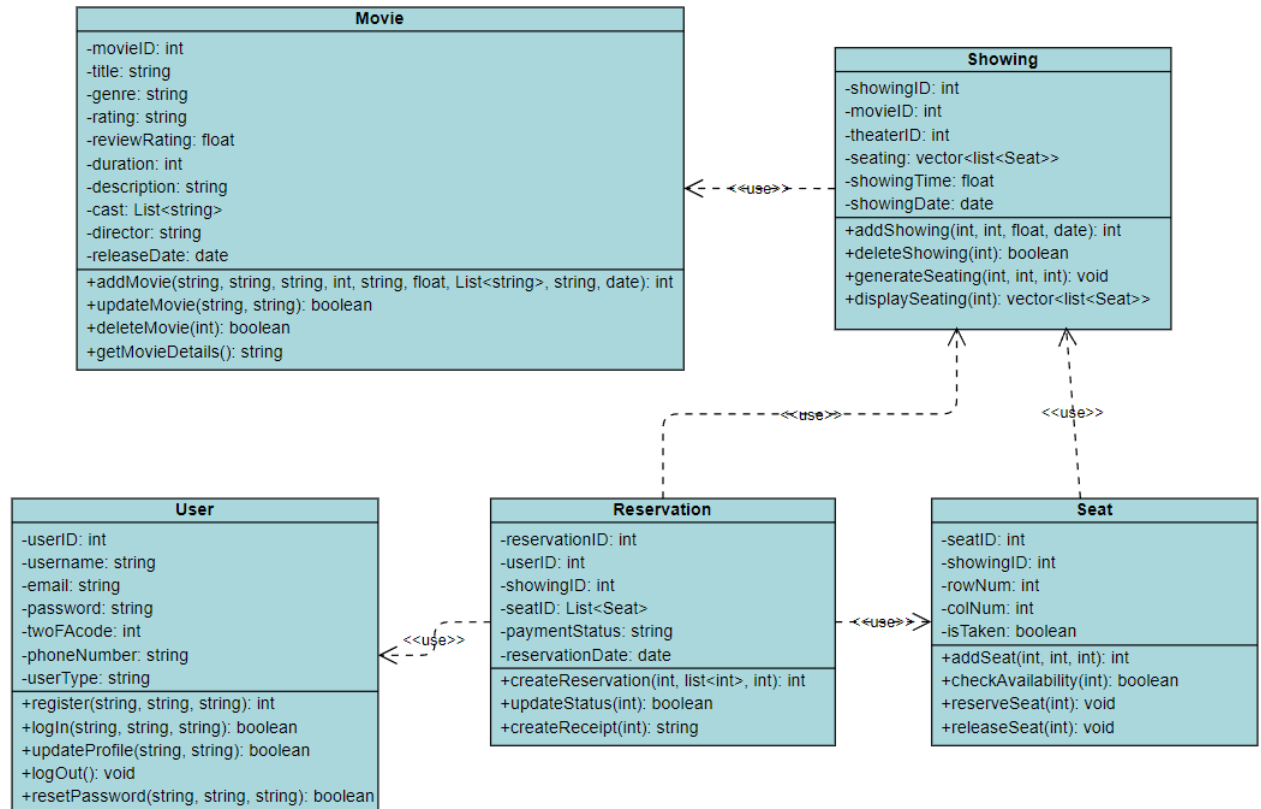 Movie
-movieID: int
-title: string
-genre: string
-rating: string
-reviewRating: float
-duration: int
-description: string
-cast: List<string>
-director: string
-releaseDate: date
+addMovie(string, string, string, int, string, float, List<string>, string, date): int
+updateMovie(string, string): boolean
+deleteMovie(int): boolean
+getMovieDetails(): string
<<use>>
Showing
-showingID: int
-movieID: int
-theaterID: int
-seating: vector<list<Seat>>
-showingTime: float
-showingDate: date
+addShowing(int, int, float, date): int
+deleteShowing(int): boolean
+generateSeating(int, int, int): void
+displaySeating(int): vector<list<Seat>>
<<use>>
<<use>>
User
-userID: int
-username: string
-email: string
-password: string
-twoFAcode: int
-phoneNumber: string
-userType: string
+register(string, string, string): int
+logIn(string, string, string): boolean
+updateProfile(string, string): boolean
+logOut(): void
+resetPassword(string, string, string): boolean
<<use>>
Reservation
-reservationID: int
-userID: int
-showingID: int
-seatID: List<Seat>
-paymentStatus: string
-reservationDate: date
+createReservation(int, list<int>, int): int
+updateStatus(int): boolean
+createReceipt(int): string
<<use>>
Seat
-seatID: int
-showingID: int
-rowNum: int
-colNum: int
-isTaken: boolean
+addSeat(int, int, int): int
+checkAvailability(int): boolean
+reserveSeat(int): void
+releaseSeat(int): void